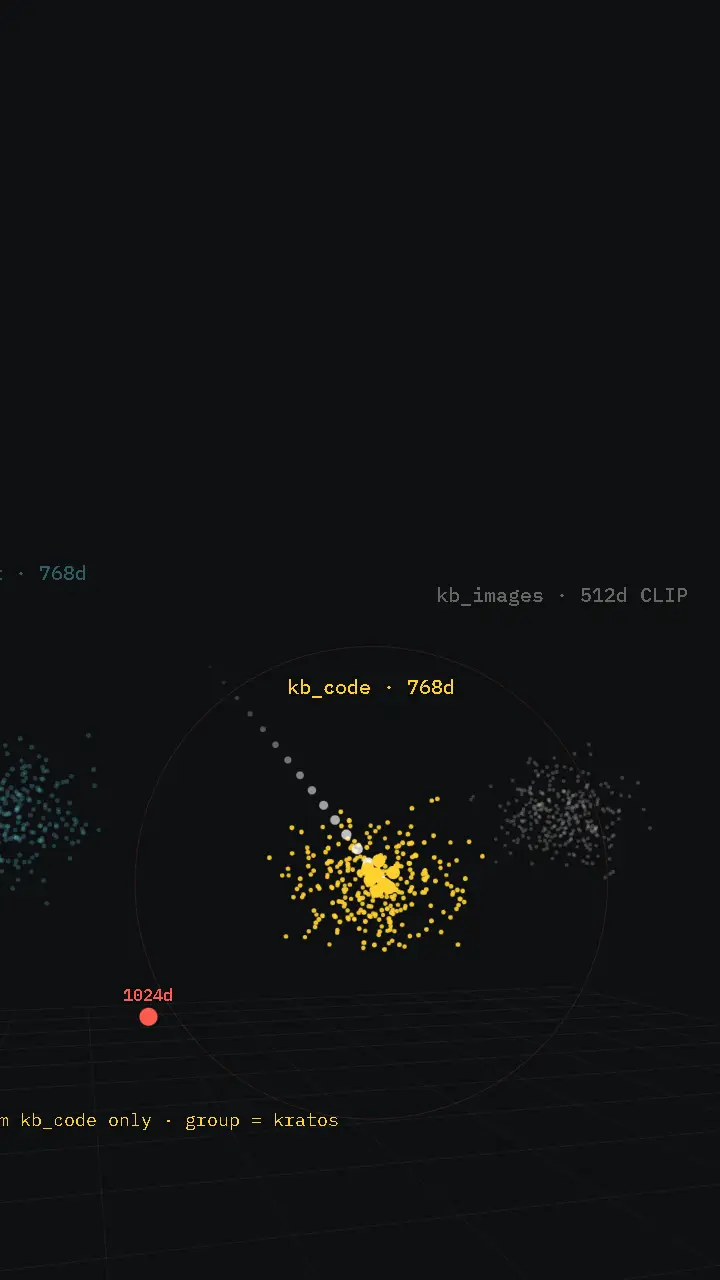 · 768d
kb_images · 512d CLIP
kb_code · 768d
1024d
kb_code only · group = kratos